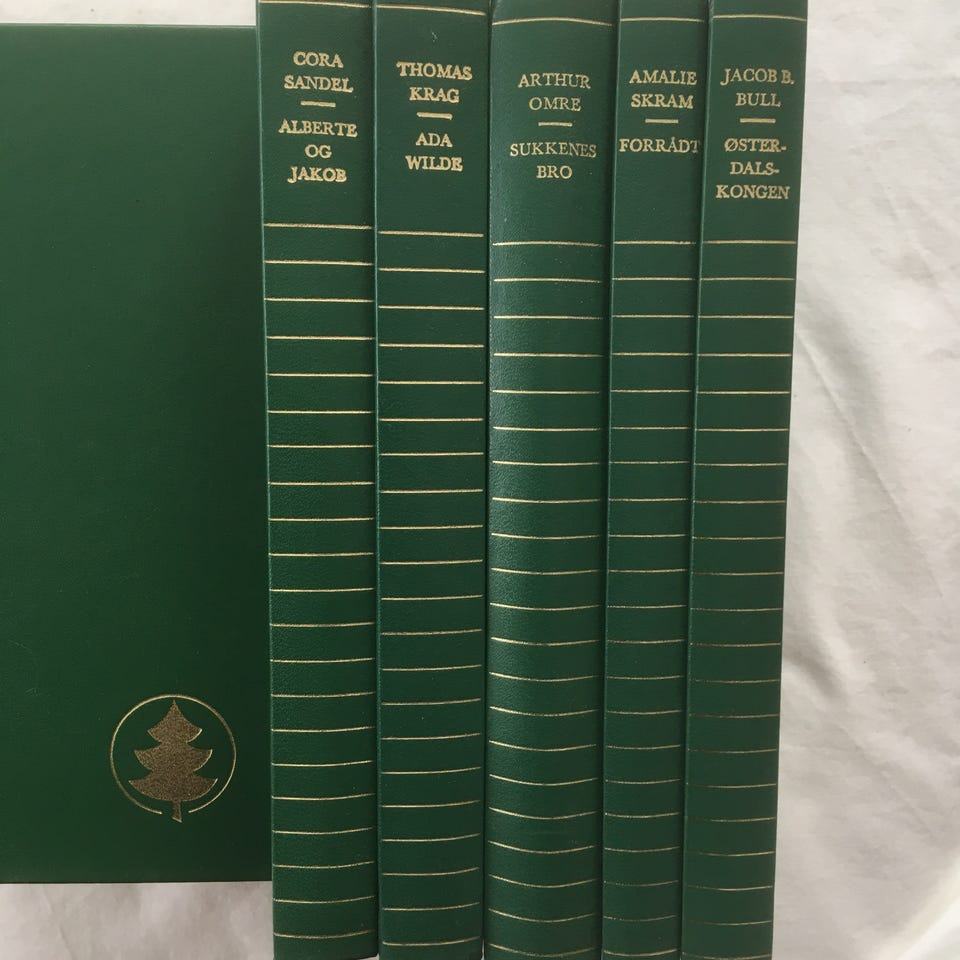 CORA
SANDEL
ALBERTE
OG
JAKOB
THOMAS
KRAG
ADA
WILDE
ARTHUR
OMRE
SUKKENES
BRO
AMALIE
SKRAM
FORRÅDT
JACOB B.
BULL
ØSTER-
DALS-
KONGEN